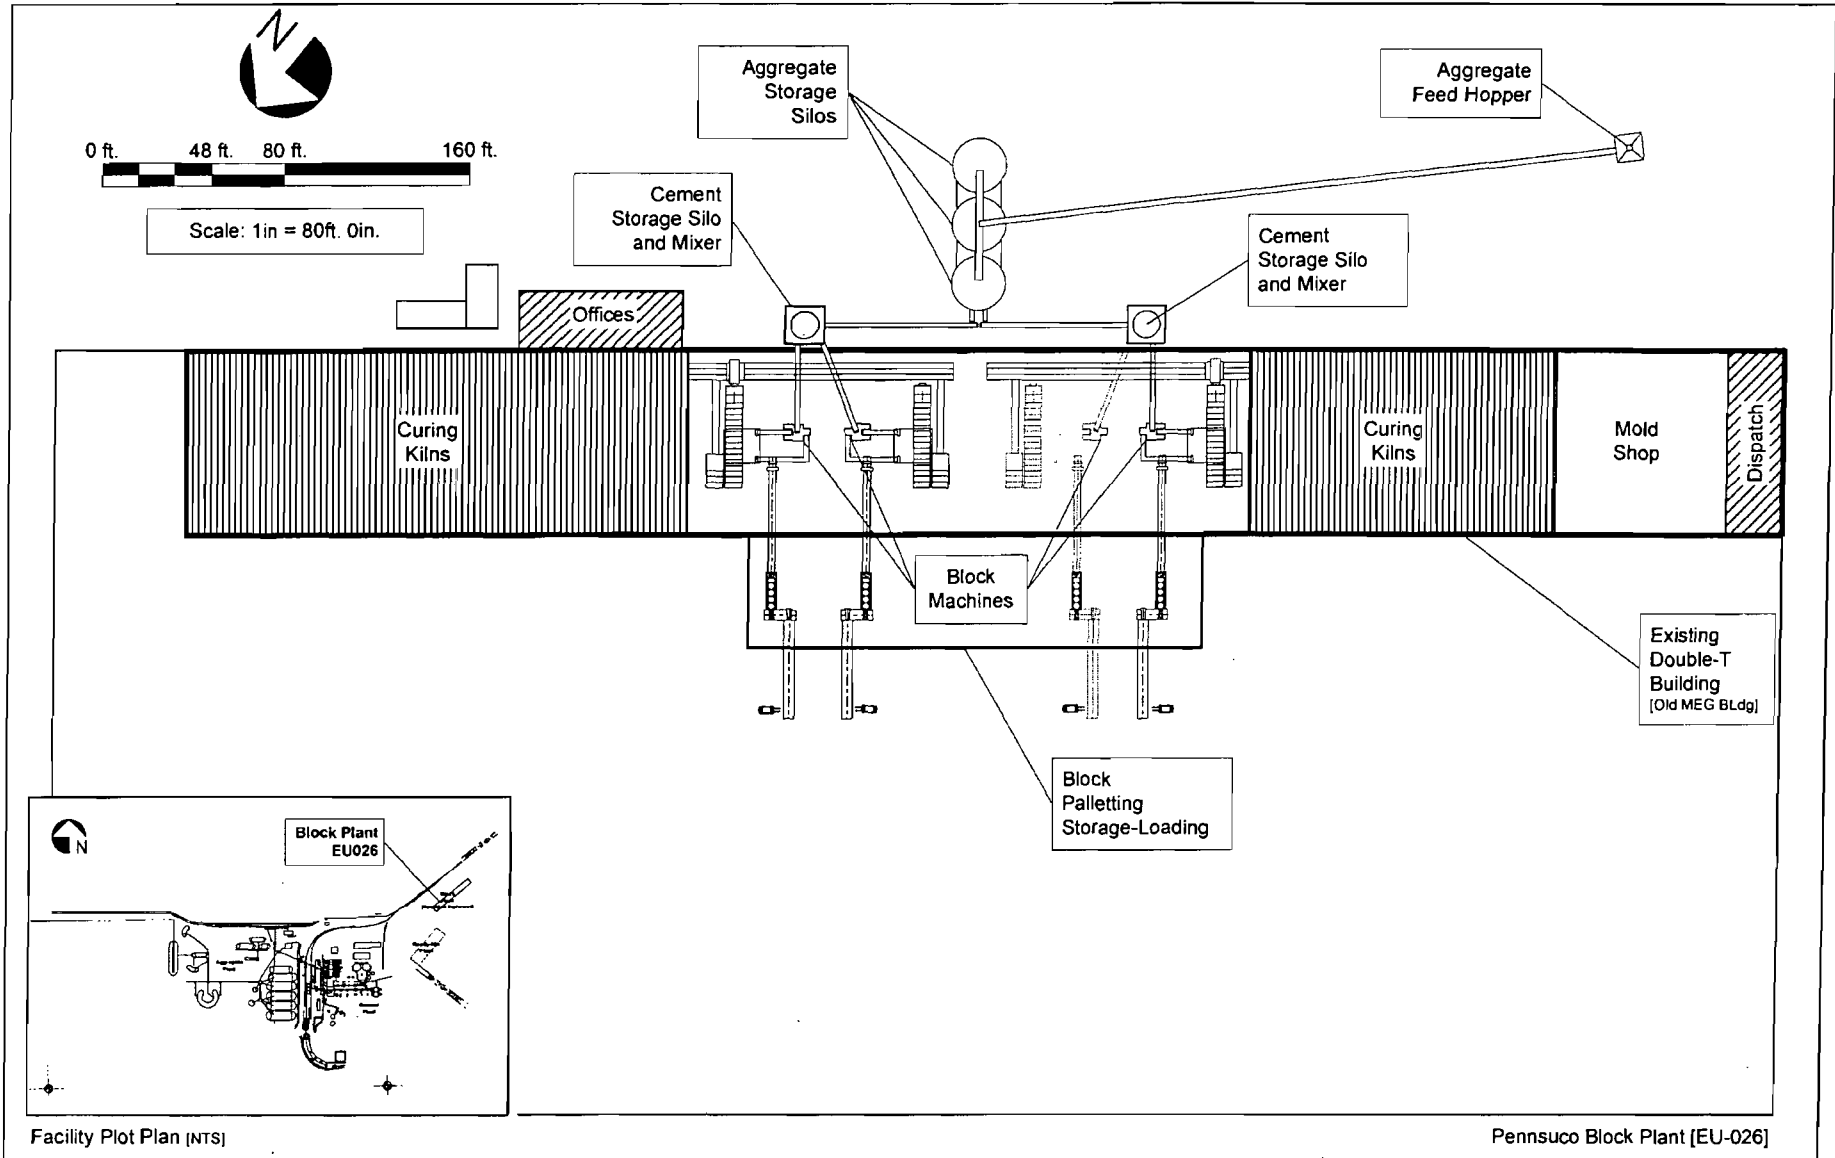 N
0 ft.
48 ft.
80 ft.
160 ft.
Scale: 1in = 80ft. 0in.
Aggregate
Storage
Silos
Aggregate
Feed Hopper
Cement
Storage Silo
and Mixer
Cement
Storage Silo
and Mixer
Offices
Curing
Kilns
Curing
Kilns
Mold
Shop
Dispatch
Block
Machines
Existing
Double-T
Building
[Old MEG BLdg]
Block
Palletting
Storage-Loading
N
Block Plant
EU026
Facility Plot Plan [NTS]
Pennsuco Block Plant [EU-026]